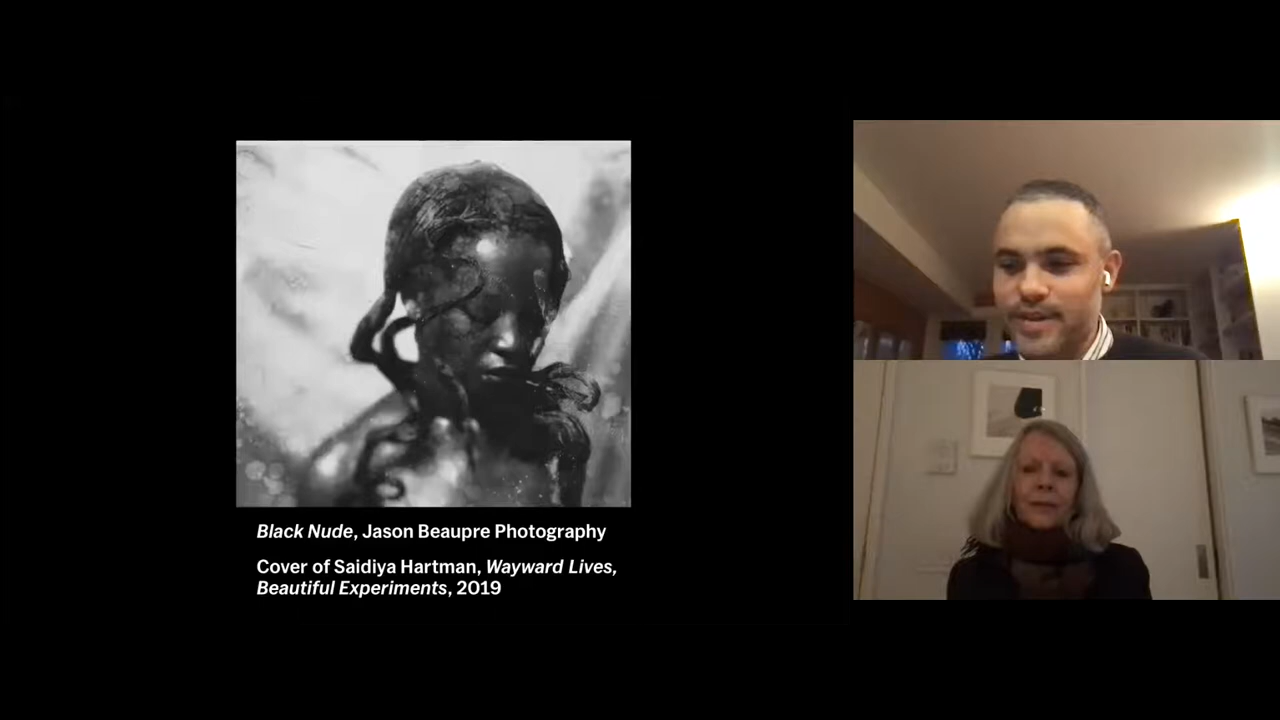 Black Nude, Jason Beaupre Photography
Cover of Saidiya Hartman, Wayward Lives,
Beautiful Experiments, 2019